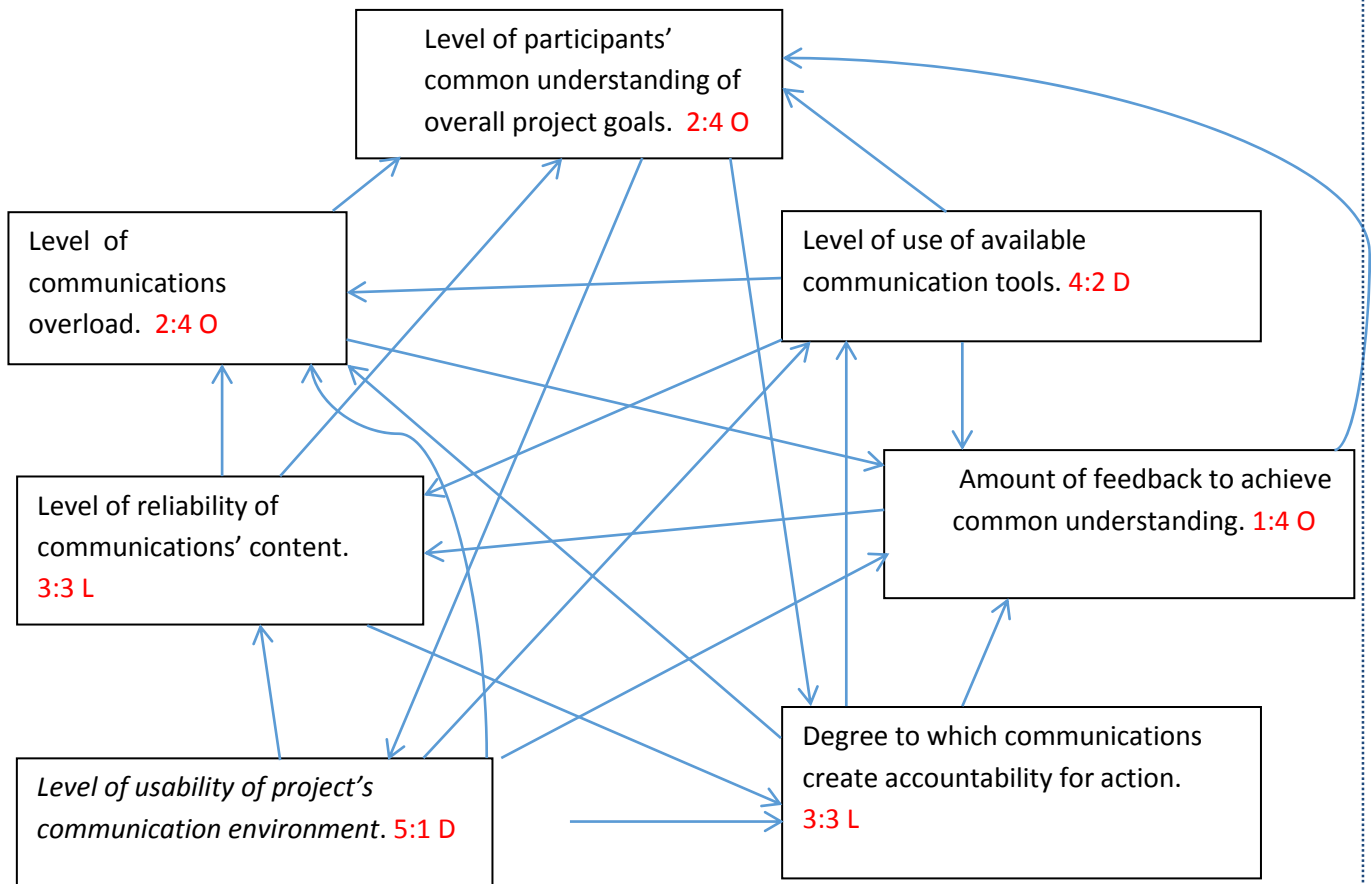 Level of participants’
common understanding of
overall project goals. 2:4 O
Level of
communications
overload. 2:4 O
Level of use of available
communication tools. 4:2 D
Level of reliability of
communications’ content.
3:3 L
Amount of feedback to achieve
common understanding. 1:4 O
Level of usability of project’s
communication environment. 5:1 D
Degree to which communications
create accountability for action.
3:3 L